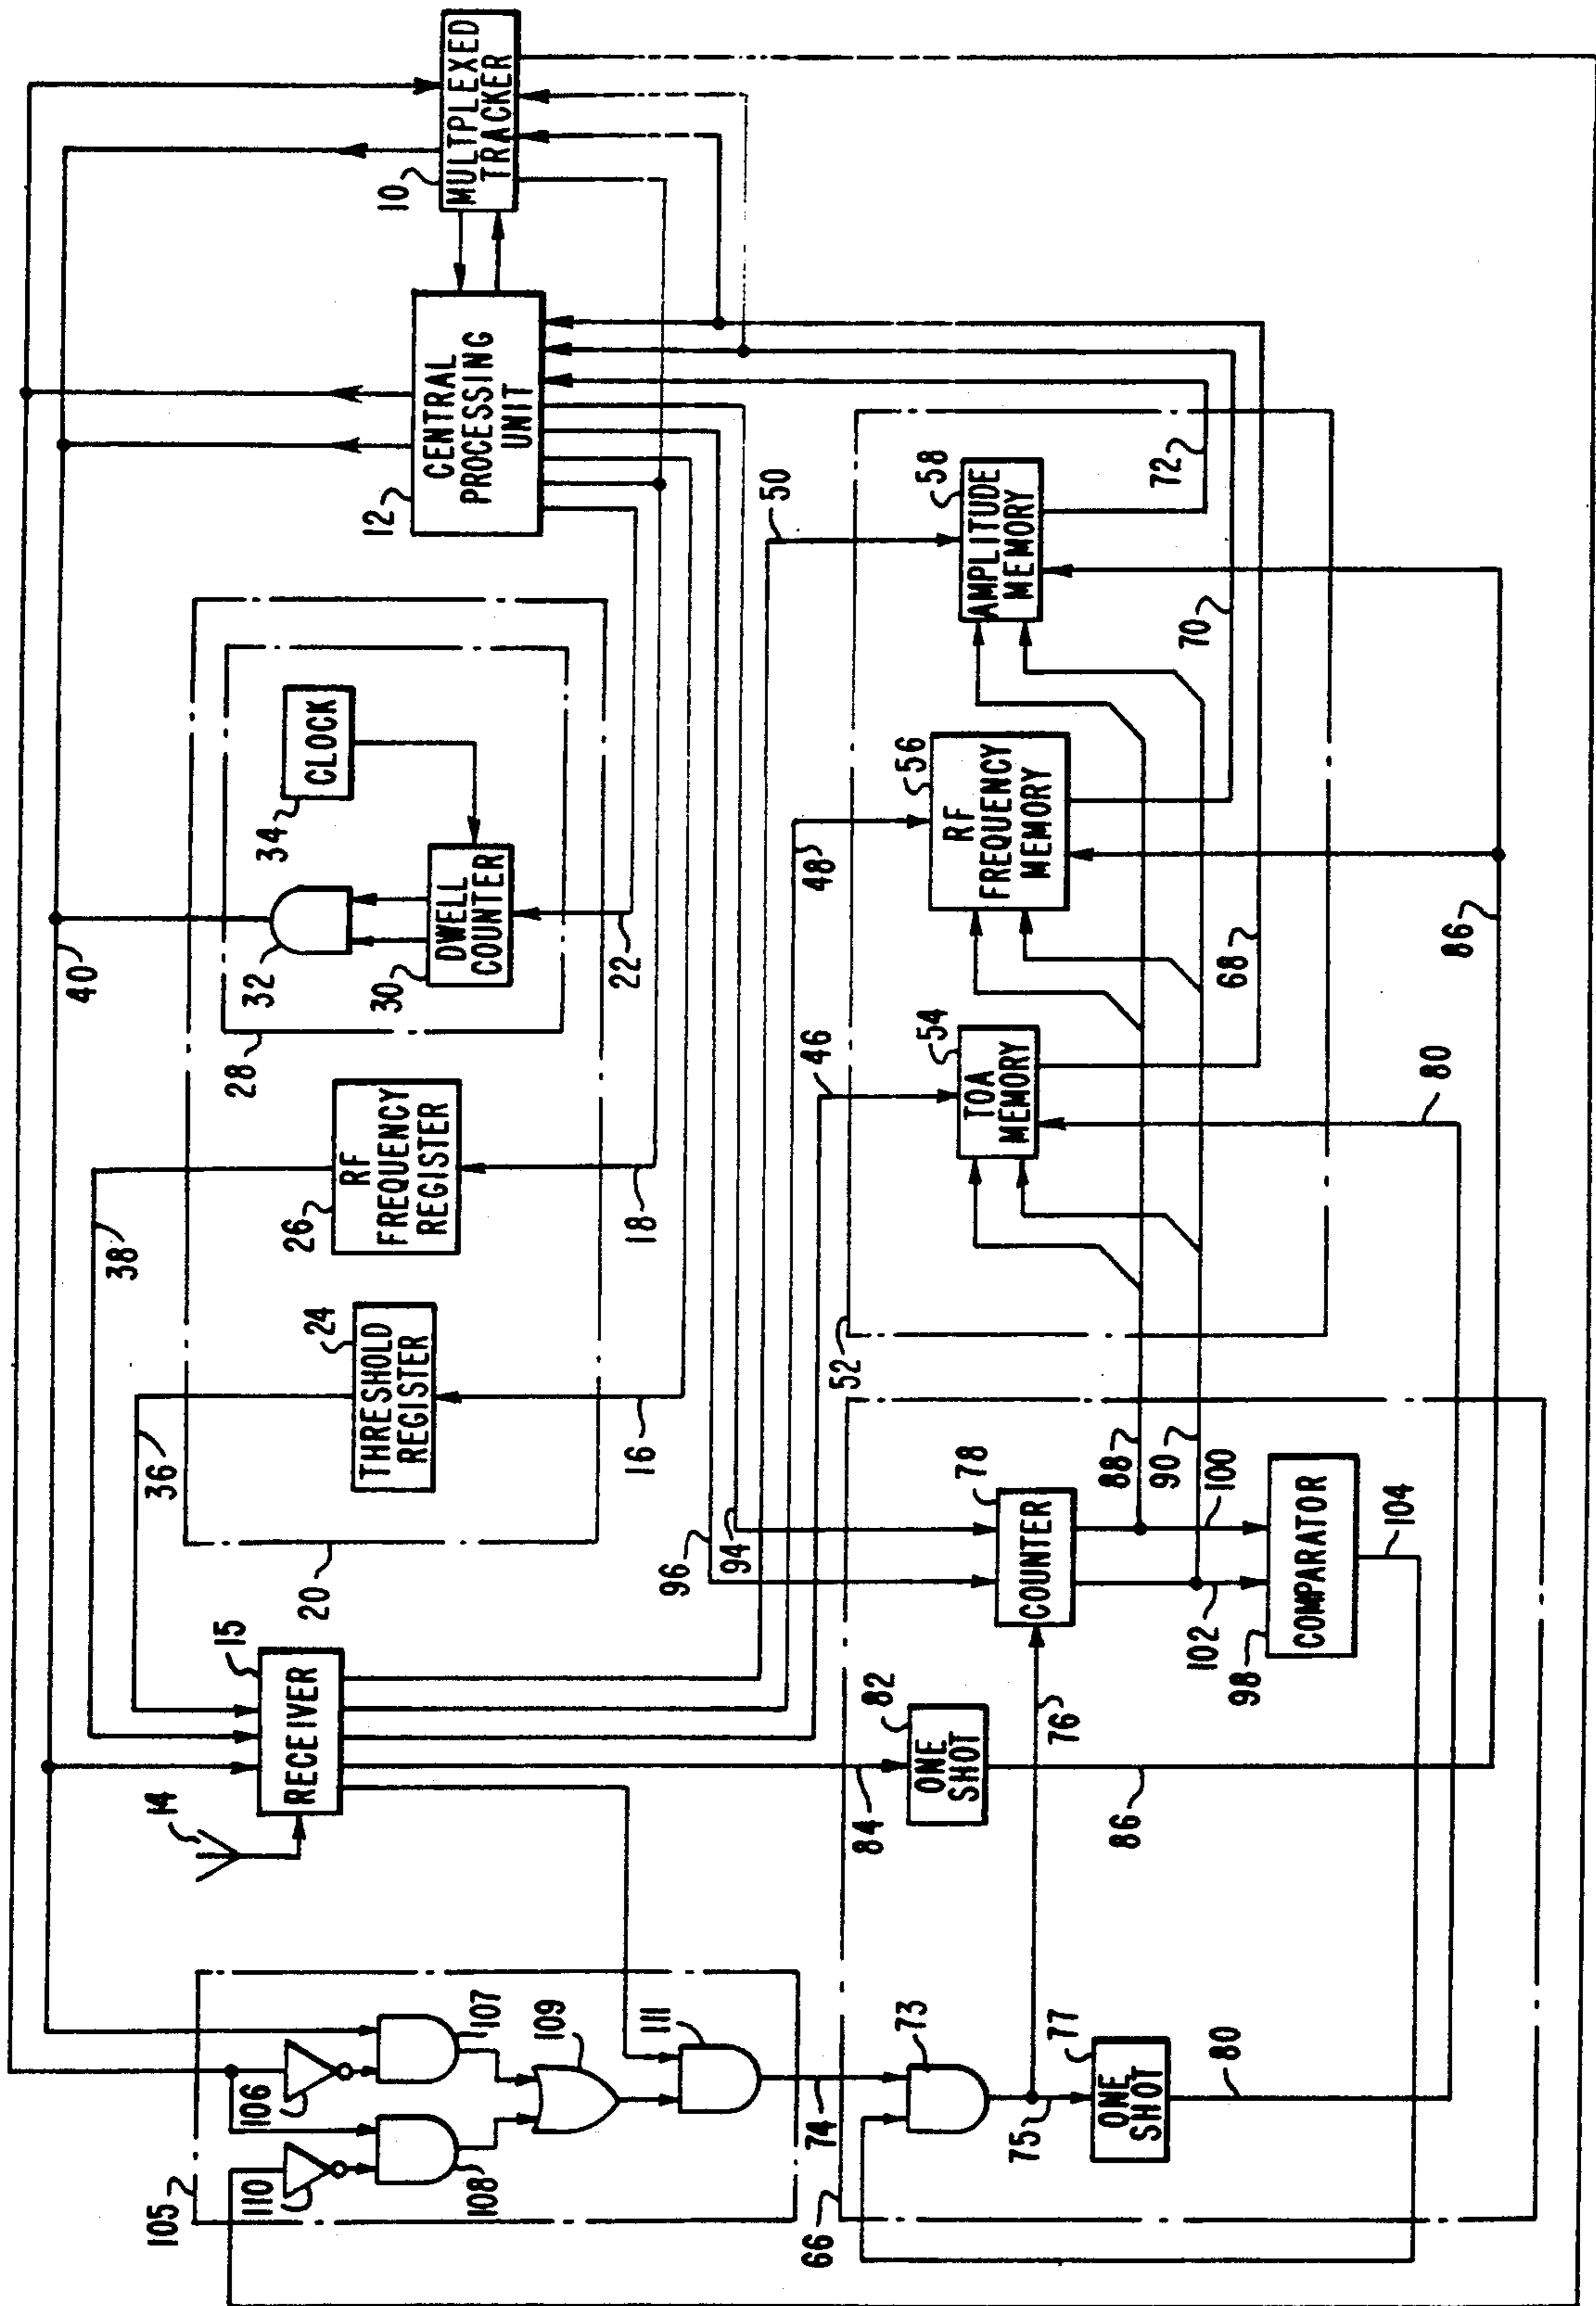 MULTPLEXED
TRACKER
10
CENTRAL
PROCESSING
UNIT
12
CLOCK
34
DWELL
COUNTER
30
32
40
28
22
RF
FREQUENCY
REGISTER
26
38
18
THRESHOLD
REGISTER
24
36
16
20
RECEIVER
15
14
50
AMPLITUDE
MEMORY
58
72
RF
FREQUENCY
MEMORY
56
48
70
TOA
MEMORY
54
46
68
80
86
52
96
94
COUNTER
78
88
90
100
102
COMPARATOR
98
104
ONE
SHOT
82
84
86
76
105
106
107
108
109
110
111
74
73
75
ONE
SHOT
77
80
66